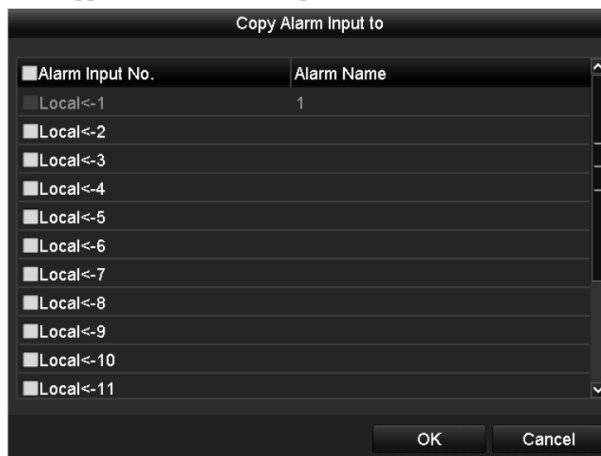 Copy Alarm Input to
Alarm Input No. Alarm Name
Local<-1 1
Local<-2
Local<-3
Local<-4
Local<-5
Local<-6
Local<-7
Local<-8
Local<-9
Local<-10
Local<-11
OK Cancel